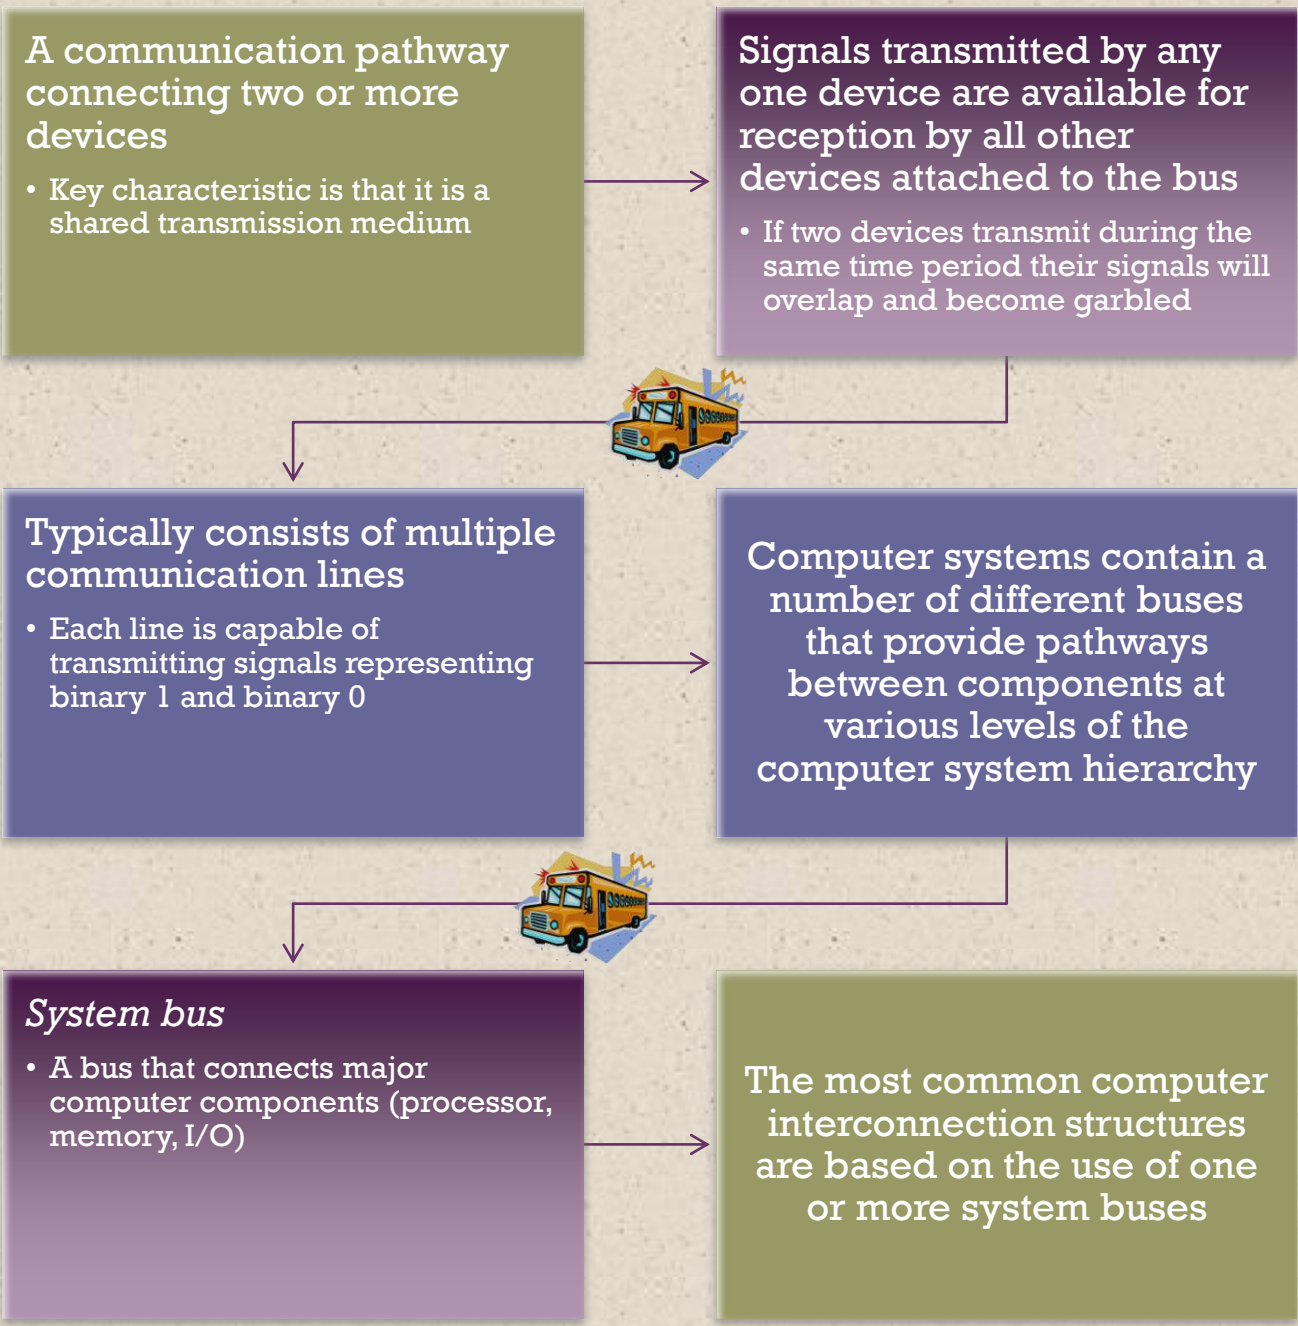 A communication pathway
connecting two or more
devices
• Key characteristic is that it is a
shared transmission medium
Signals transmitted by any
one device are available for
reception by all other
devices attached to the bus
• If two devices transmit during the
same time period their signals will
overlap and become garbled
Typically consists of multiple
communication lines
• Each line is capable of
transmitting signals representing
binary 1 and binary 0
Computer systems contain a
number of different buses
that provide pathways
between components at
various levels of the
computer system hierarchy
System bus
• A bus that connects major
computer components (processor,
memory, I/O)
The most common computer
interconnection structures
are based on the use of one
or more system buses